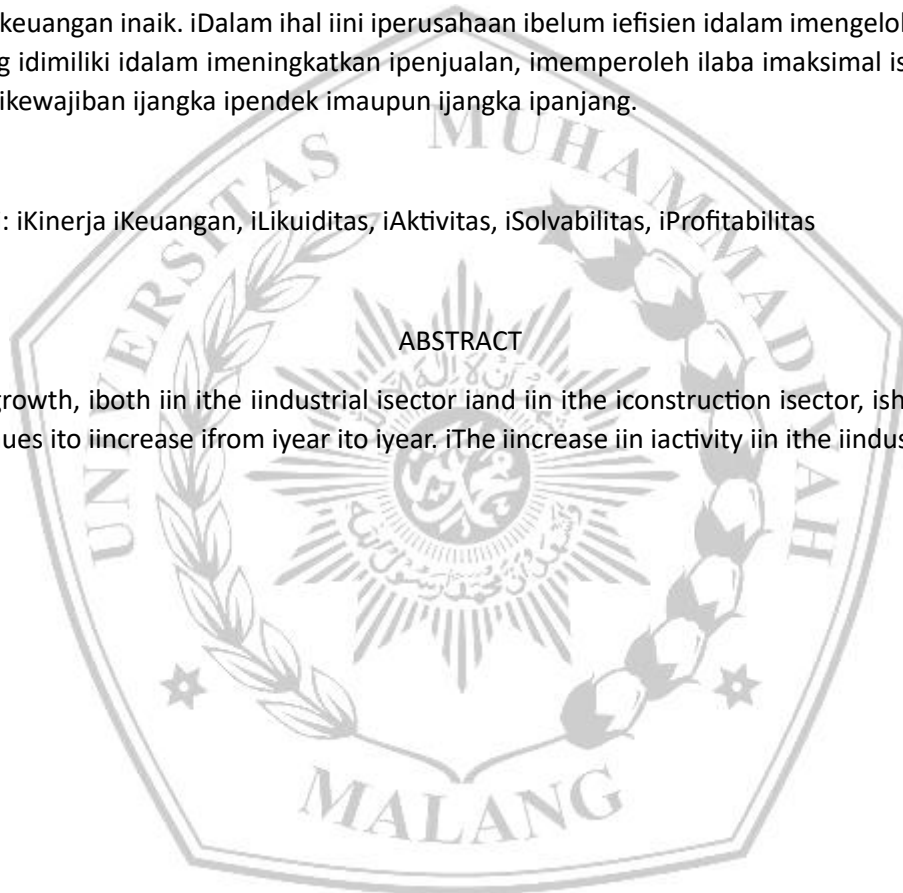 keuangan inaik. iDalam ihal iini iperusahaan ibelum iefisien idalam imengelol
g idimiliki idalam imeningkatkan ipenjualan, imemperoleh ilaba imaksimal is
ikewajiban ijangka ipendek imaupun ijangka ipanjang.
UNIVERSITAS MUHAMMADIYAH
: iKinerja iKeuangan, iLikuiditas, iAktivitas, iSolvabilitas, iProfitabilitas
ABSTRACT
growth, iboth iin ithe iindustrial isector iand iin ithe iconstruction isector, ish
ues ito iincrease ifrom iyear ito iyear. iThe iincrease iin iactivity iin ithe iindus
MALANG